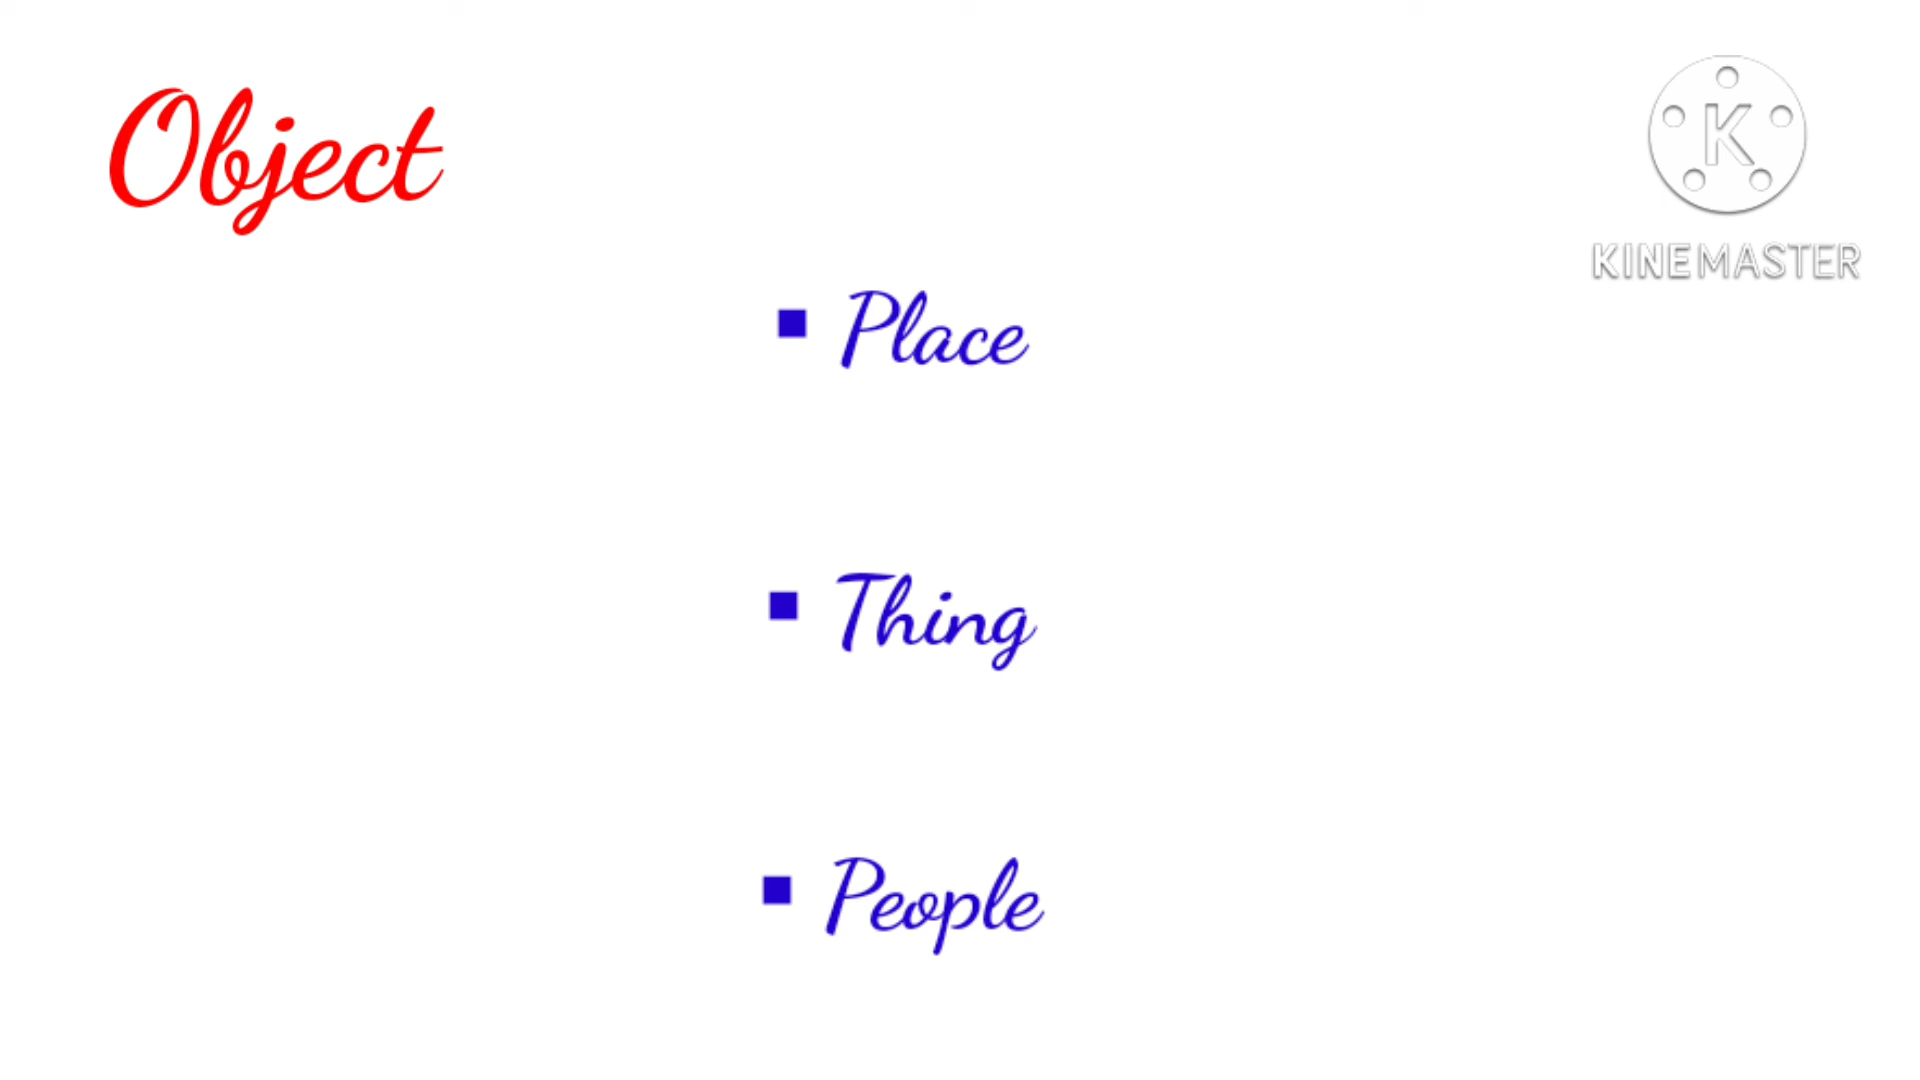 Object
K
KINEMASTER
▪ Place
▪ Thing
▪ People